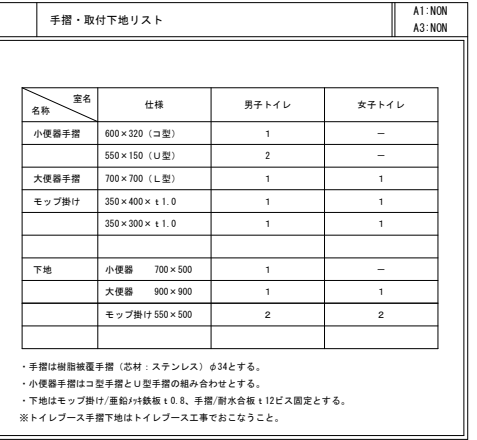 手摺・取付下地リスト
A1:NON
A3:NON
室名
名称
仕様 男子トイレ 女子トイレ
小便器手摺 600×320（コ型） 1 －
550×150（U型） 2 －
大便器手摺 700×700（L型） 1 1
モップ掛け 350×400×ｔ1.0 1 1
350×300×ｔ1.0 1 1
下地 小便器 700×500 1 －
大便器 900×900 1 1
モップ掛け 550×500 2 2
・手摺は樹脂被覆手摺（芯材：ステンレス）φ34とする。
・小便器手摺はコ型手摺とU型手摺の組み合わせとする。
・下地はモップ掛け/亜鉛ﾒｯｷ鉄板ｔ0.8、手摺/耐水合板ｔ12ビス固定とする。
※トイレブース手摺下地はトイレブース工事でおこなうこと。